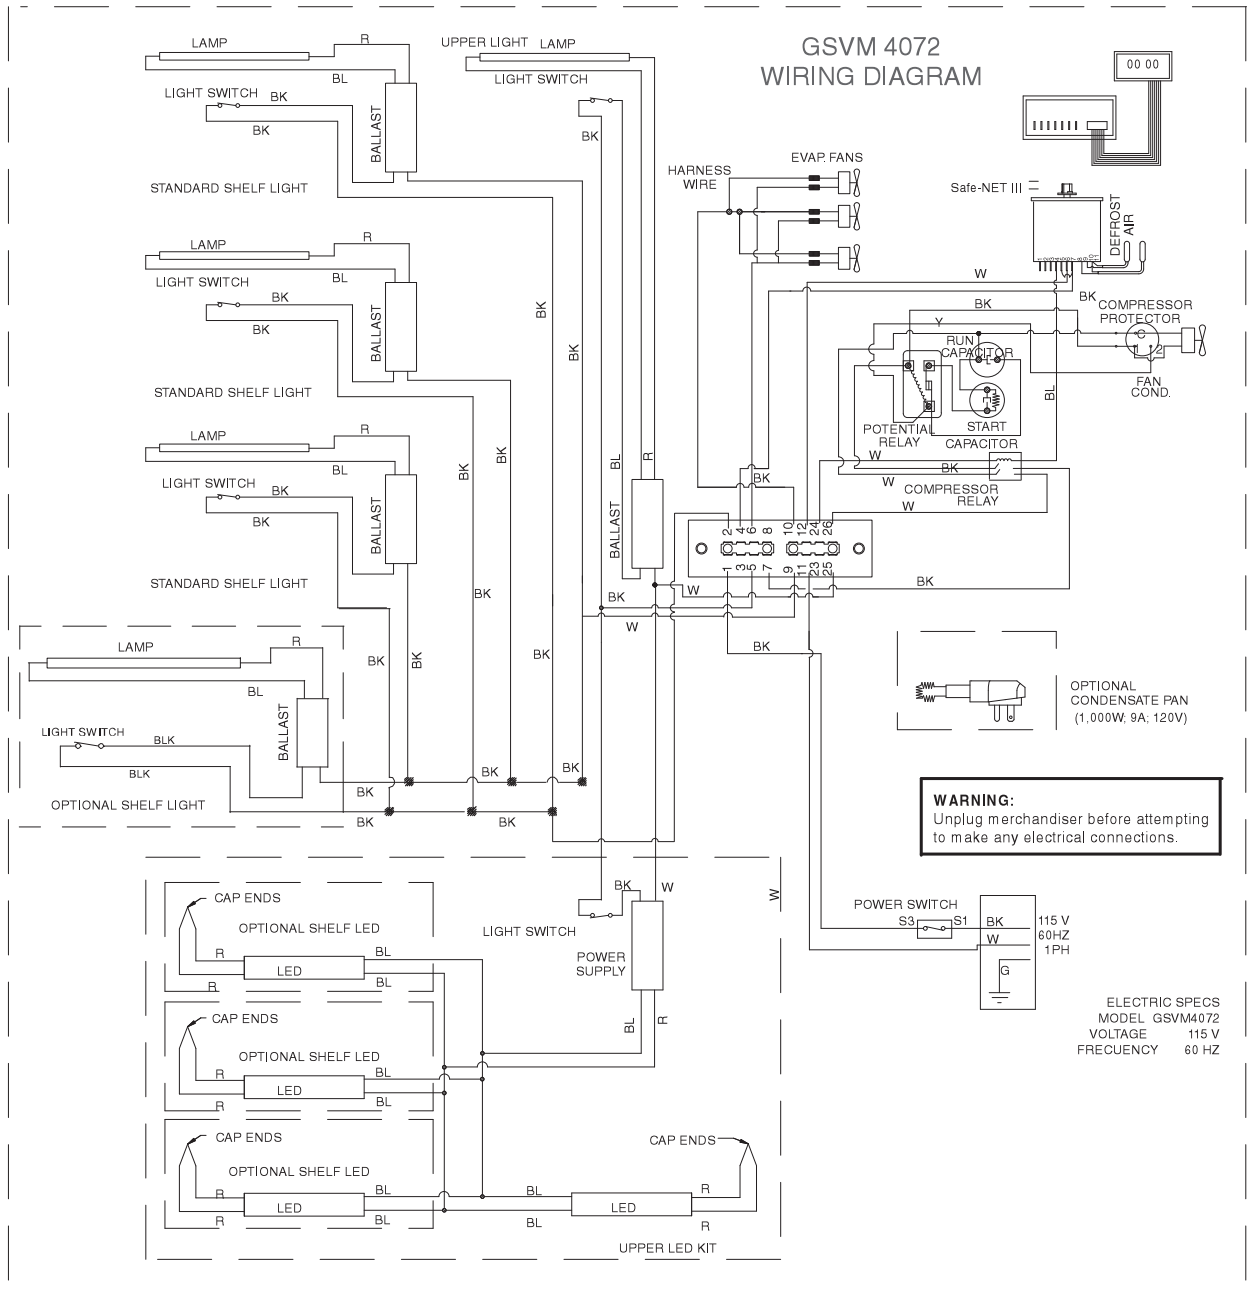 GSVM 4072
WIRING DIAGRAM
LAMP
R
BL
LIGHT SWITCH
BK
BK
BALLAST
STANDARD SHELF LIGHT
UPPER LIGHT
LAMP
LIGHT SWITCH
BK
00 00
HARNESS
WIRE
EVAP. FANS
Safe-NET III
DEFROST
AIR
LAMP
R
BL
LIGHT SWITCH
BK
BK
BALLAST
STANDARD SHELF LIGHT
BK
BK
W
BK
BK
Y
COMPRESSOR
PROTECTOR
C
2
FAN
COND.
BL
RUN
CAPACITOR
START
CAPACITOR
POTENTIAL
RELAY
LAMP
R
BL
LIGHT SWITCH
BK
BK
BALLAST
STANDARD SHELF LIGHT
BK
BK
BL
R
BALLAST
BK
W
BK
W
COMPRESSOR
RELAY
W
2 4 6 8 10 12 24 26
1 3 5 7 9 11 23 25
BK
BK
W
BK
W
BK
BK
BK
BK
LAMP
R
BL
LIGHT SWITCH
BLK
BLK
BALLAST
OPTIONAL SHELF LIGHT
BK
BK
BK
BK
BK
BK
OPTIONAL
CONDENSATE PAN
(1,000W; 9A; 120V)
WARNING:
Unplug merchandiser before attempting
to make any electrical connections.
CAP ENDS
OPTIONAL SHELF LED
R
R
LED
BL
BL
LIGHT SWITCH
BK
W
W
POWER
SUPPLY
BL
R
POWER SWITCH
S3
S1
BK
W
G
115 V
60HZ
1PH
CAP ENDS
OPTIONAL SHELF LED
R
R
LED
BL
BL
ELECTRIC SPECS
MODEL GSVM4072
VOLTAGE 115 V
FRECUENCY 60 HZ
CAP ENDS
OPTIONAL SHELF LED
R
R
LED
BL
BL
BL
BL
LED
R
R
CAP ENDS
UPPER LED KIT